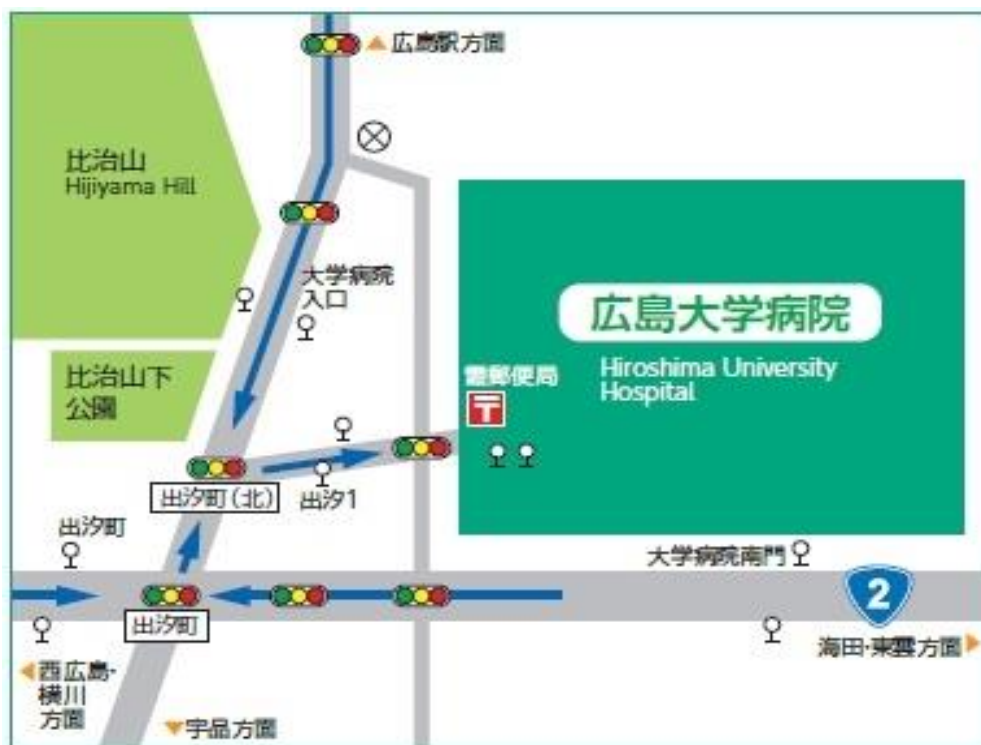 広島駅方面
比治山
Hijiyama Hill
大学病院
入口
広島大学病院
Hiroshima University
Hospital
霞郵便局
比治山下
公園
出汐町(北)
出汐1
出汐町
大学病院南門
2
出汐町
海田・東雲方面
西広島・
横川
方面
宇品方面